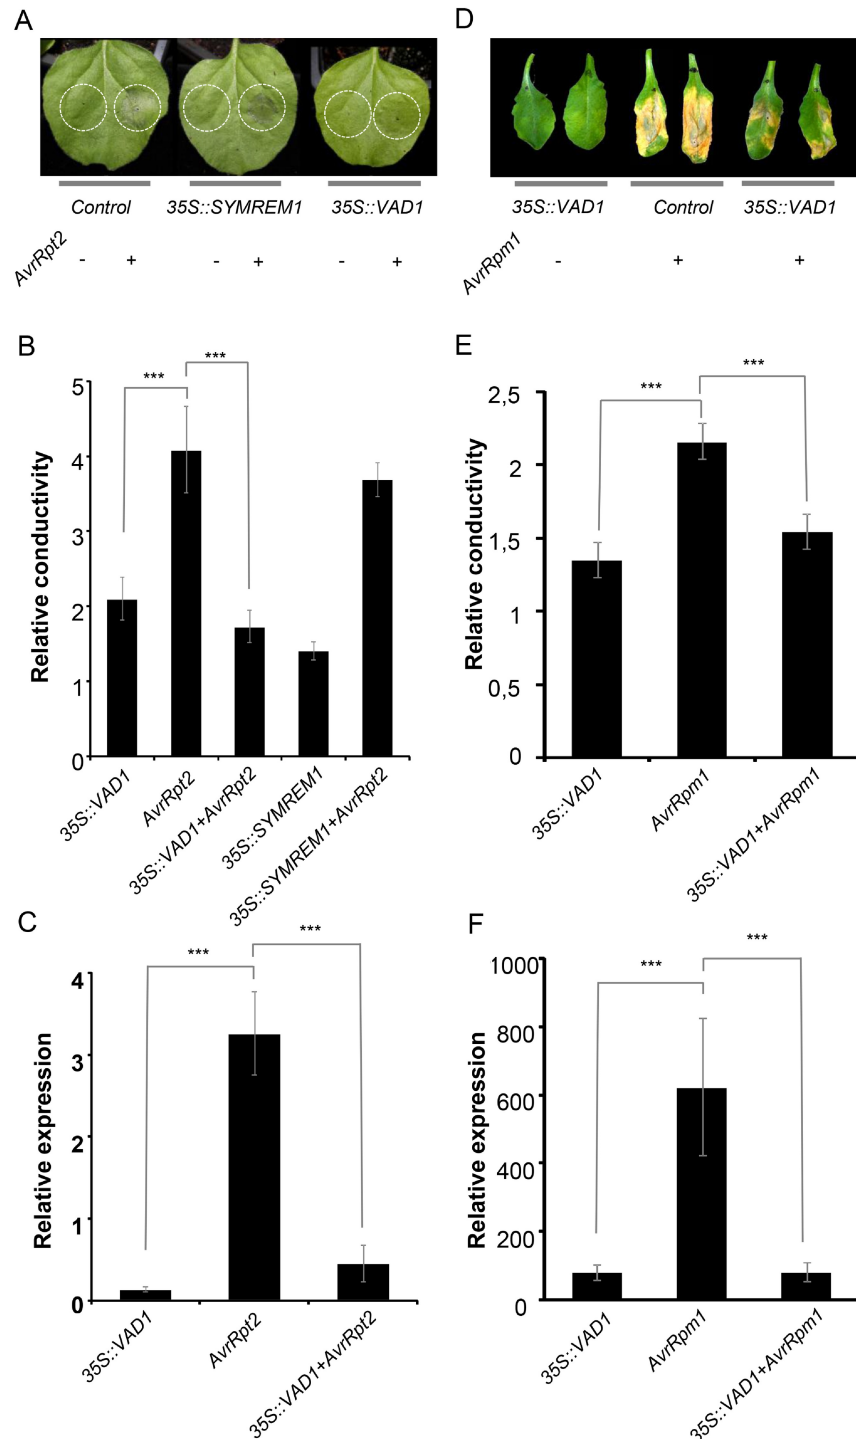 A
Control 35S::SYMREM1 35S::VAD1
AvrRpt2 - + - + - +
D
35S::VAD1 Control 35S::VAD1
AvrRpm1 - + +
B
Relative conductivity
5
4
3
2
1
0
*** ***
35S::VAD1
AvrRpt2
35S::VAD1+AvrRpt2
35S::SYMREM1
35S::SYMREM1+AvrRpt2
E
Relative conductivity
2,5
2
1,5
1
0,5
0
*** ***
35S::VAD1
AvrRpm1
35S::VAD1+AvrRpm1
C
Relative expression
4
3
2
1
0
*** ***
35S::VAD1
AvrRpt2
35S::VAD1+AvrRpt2
F
Relative expression
1000
800
600
400
200
0
*** ***
35S::VAD1
AvrRpm1
35S::VAD1+AvrRpm1